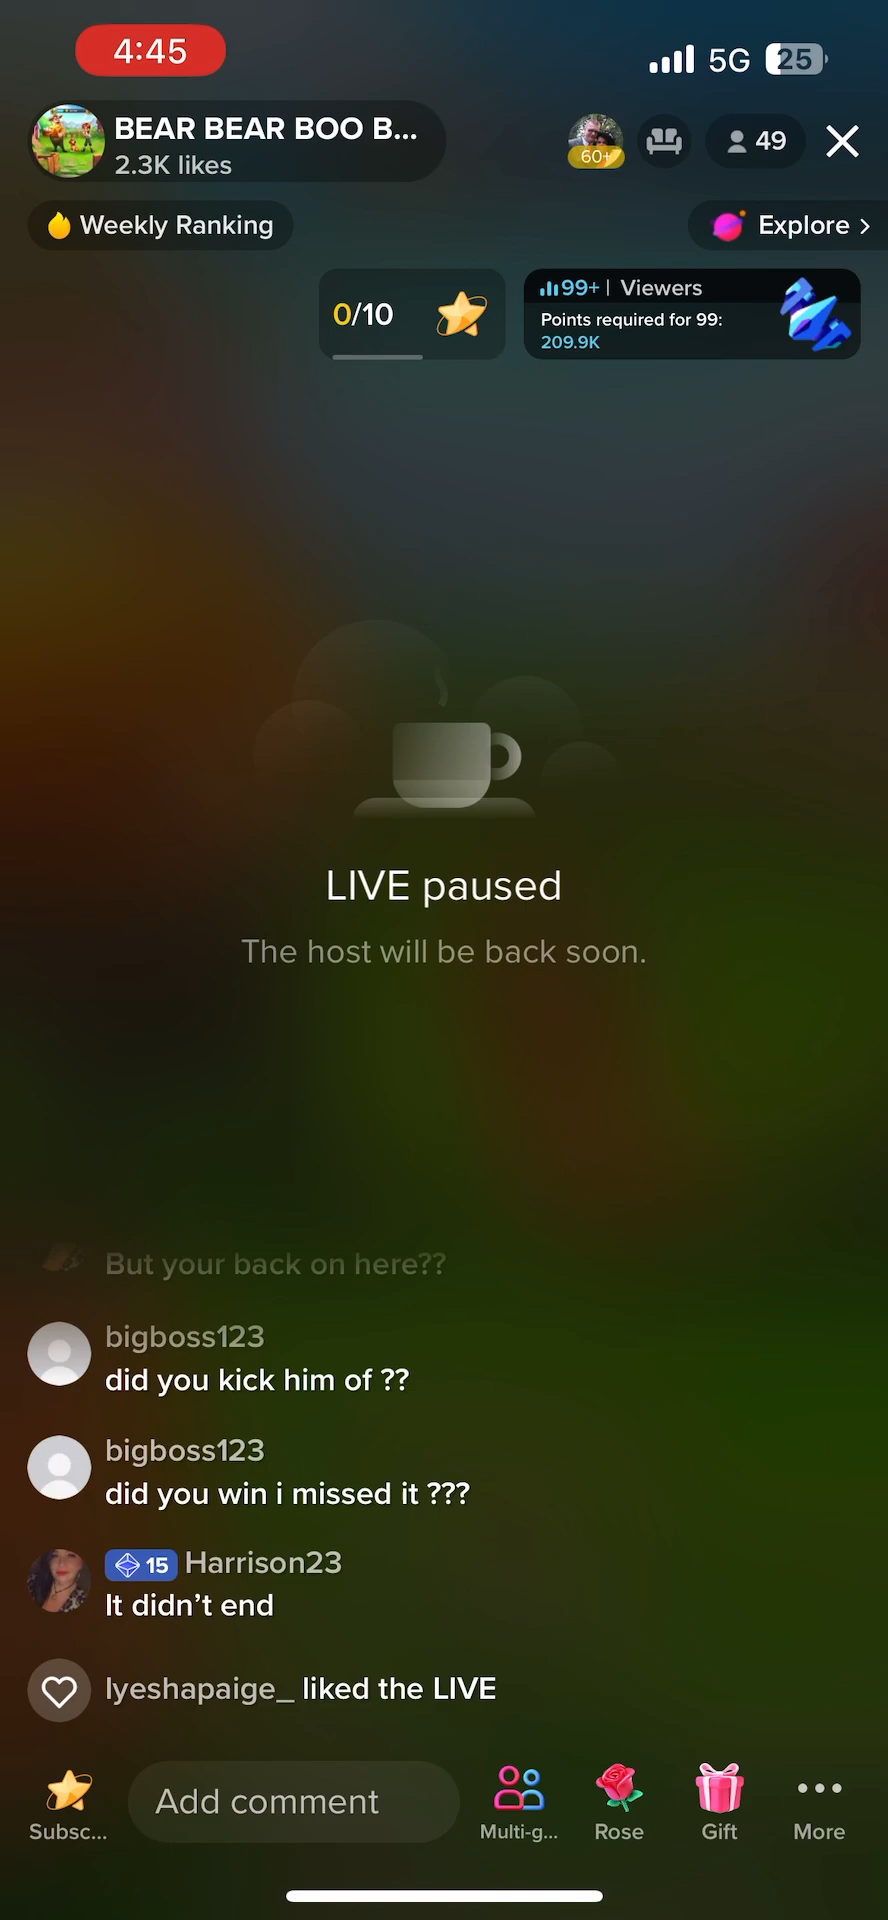 4:45
5G
25
BEAR BEAR BOO B...
2.3K likes
60+
49
Weekly Ranking
Explore >
0/10
99+ | Viewers
Points required for 99:
209.9K
LIVE paused
The host will be back soon.
But your back on here??
bigboss123
did you kick him of ??
bigboss123
did you win i missed it ???
15 Harrison23
It didn't end
lyeshapaige_ liked the LIVE
Add comment
Subsc...
Multi-g...
Rose
Gift
More